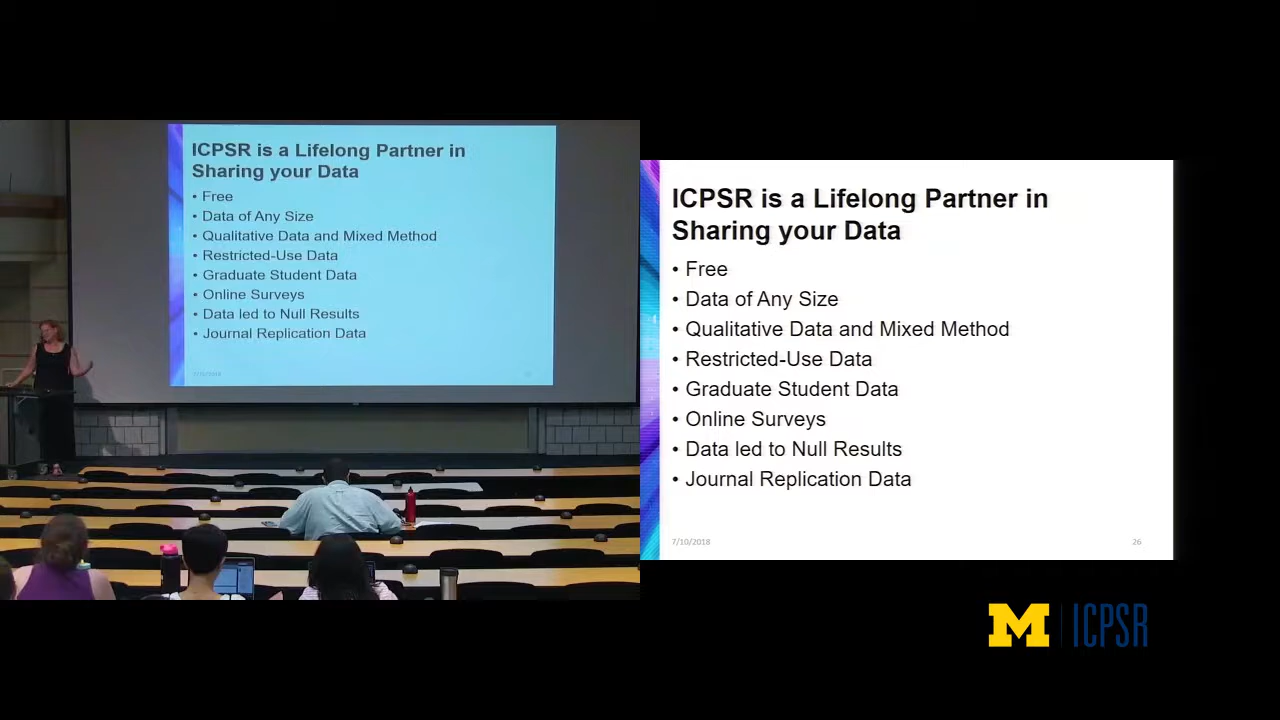 ICPSR is a Lifelong Partner in
Sharing your Data
• Free
• Data of Any Size
• Qualitative Data and Mixed Method
• Restricted-Use Data
• Graduate Student Data
• Online Surveys
• Data led to Null Results
• Journal Replication Data
ICPSR is a Lifelong Partner in
Sharing your Data
• Free
• Data of Any Size
• Qualitative Data and Mixed Method
• Restricted-Use Data
• Graduate Student Data
• Online Surveys
• Data led to Null Results
• Journal Replication Data
7/10/2018
26
M ICPSR